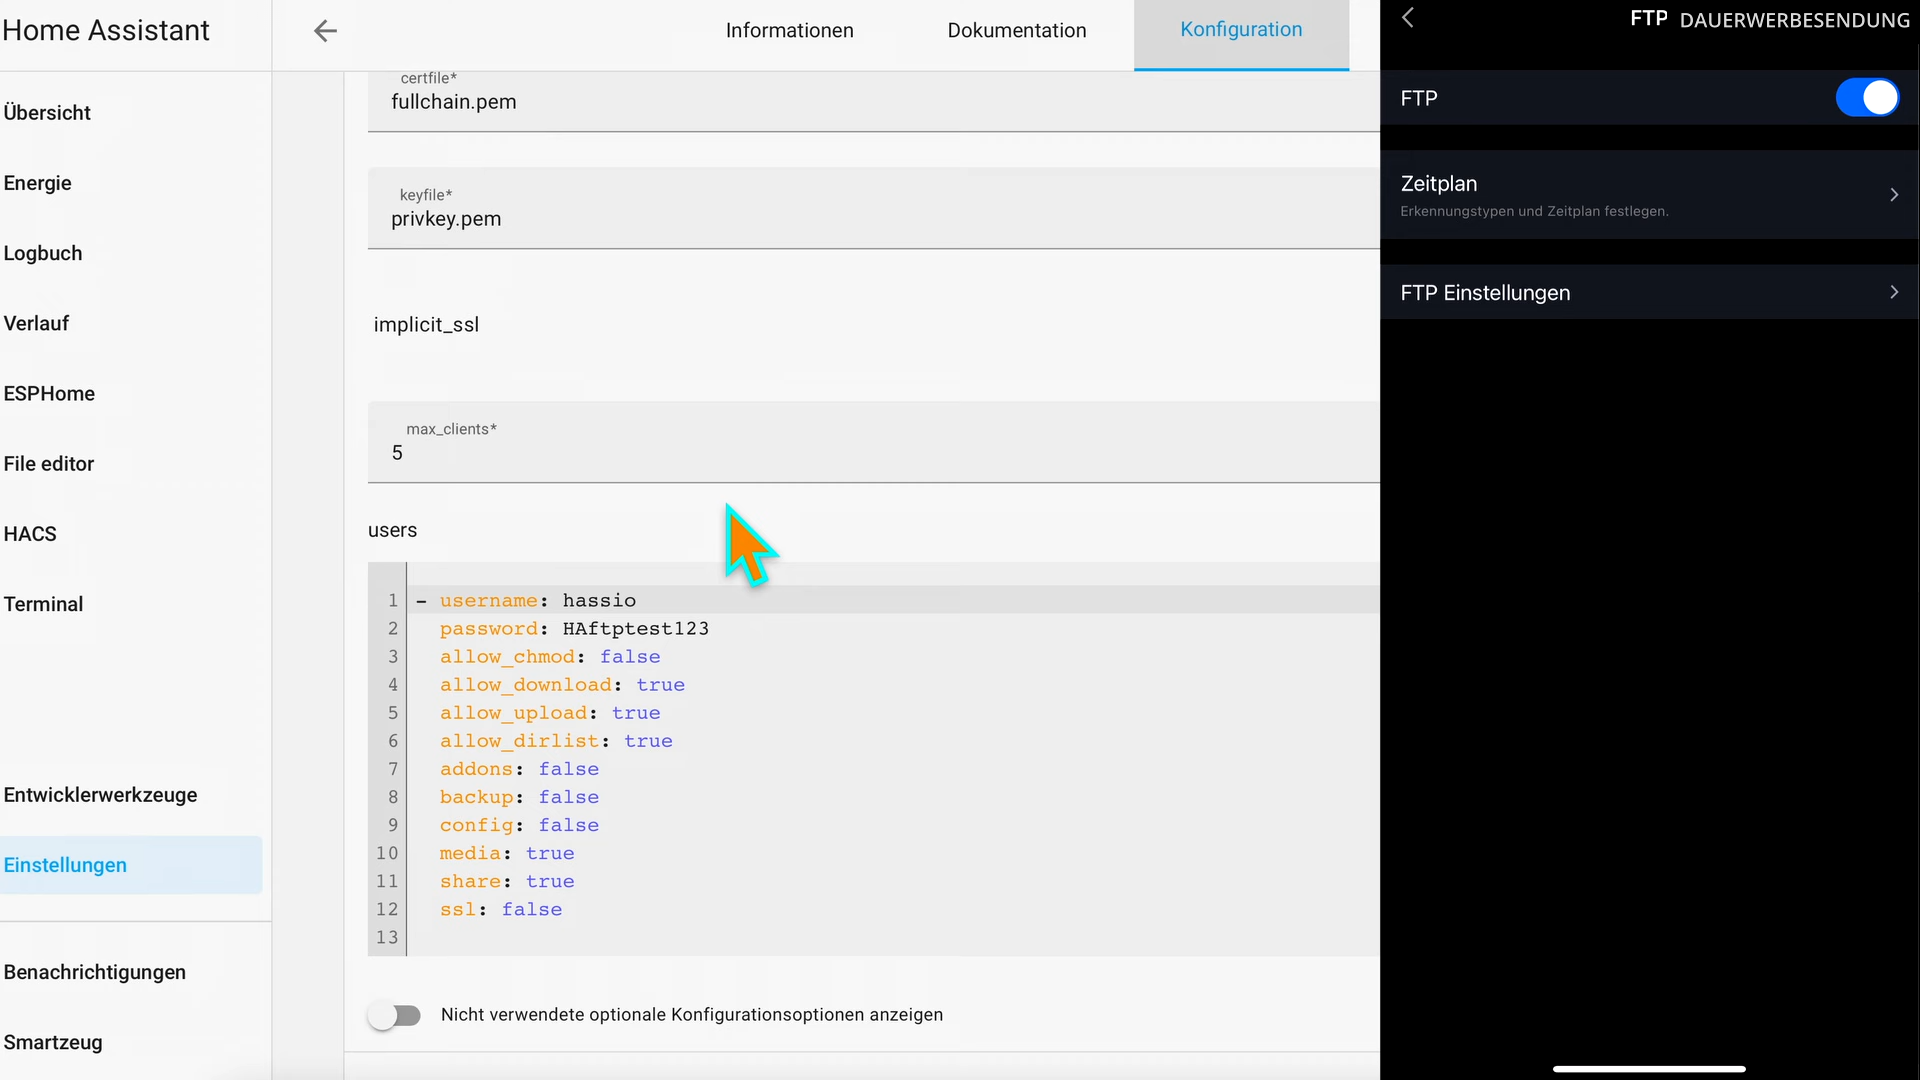 Home Assistant
Übersicht
Energie
Logbuch
Verlauf
ESPHome
File editor
HACS
Terminal
Entwicklerwerkzeuge
Einstellungen
Benachrichtigungen
Smartzeug
Informationen
Dokumentation
Konfiguration
certfile*
fullchain.pem
keyfile*
privkey.pem
implicit_ssl
max_clients*
5
users
1 - username: hassio
2 password: HAftptest123
3 allow_chmod: false
4 allow_download: true
5 allow_upload: true
6 allow_dirlist: true
7 addons: false
8 backup: false
9 config: false
10 media: true
11 share: true
12 ssl: false
13
Nicht verwendete optionale Konfigurationsoptionen anzeigen
FTP DAUERWERBESENDUNG
FTP
Zeitplan
Erkennungstypen und Zeitplan festlegen.
FTP Einstellungen